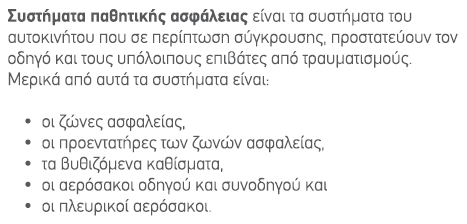 Συστήματα παθητικής ασφάλειας είναι τα συστήματα του
αυτοκινήτου που σε περίπτωση σύγκρουσης, προστατεύουν τον
οδηγό και τους υπόλοιπους επιβάτες από τραυματισμούς.
Μερικά από αυτά τα συστήματα είναι:
• οι ζώνες ασφαλείας,
• οι προεντατήρες των ζωνών ασφαλείας,
• τα βυθιζόμενα καθίσματα,
• οι αερόσακοι οδηγού και συνοδηγού και
• οι πλευρικοί αερόσακοι.